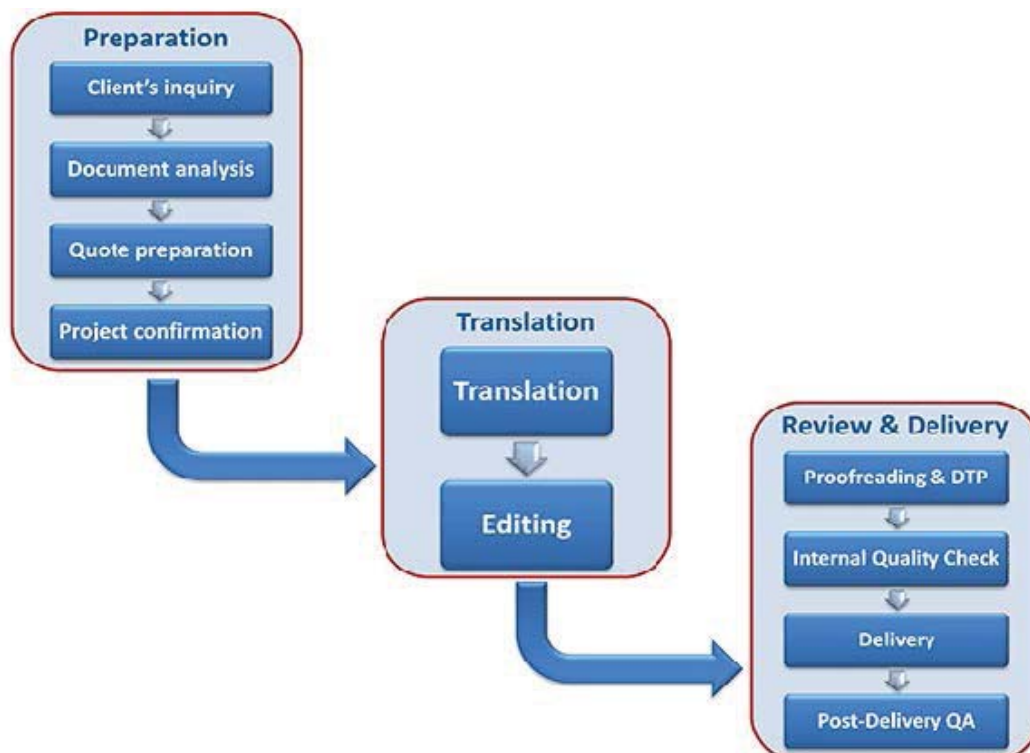 Preparation
Client's inquiry
Document analysis
Quote preparation
Project confirmation
Translation
Translation
Editing
Review & Delivery
Proofreading & DTP
Internal Quality Check
Delivery
Post-Delivery QA